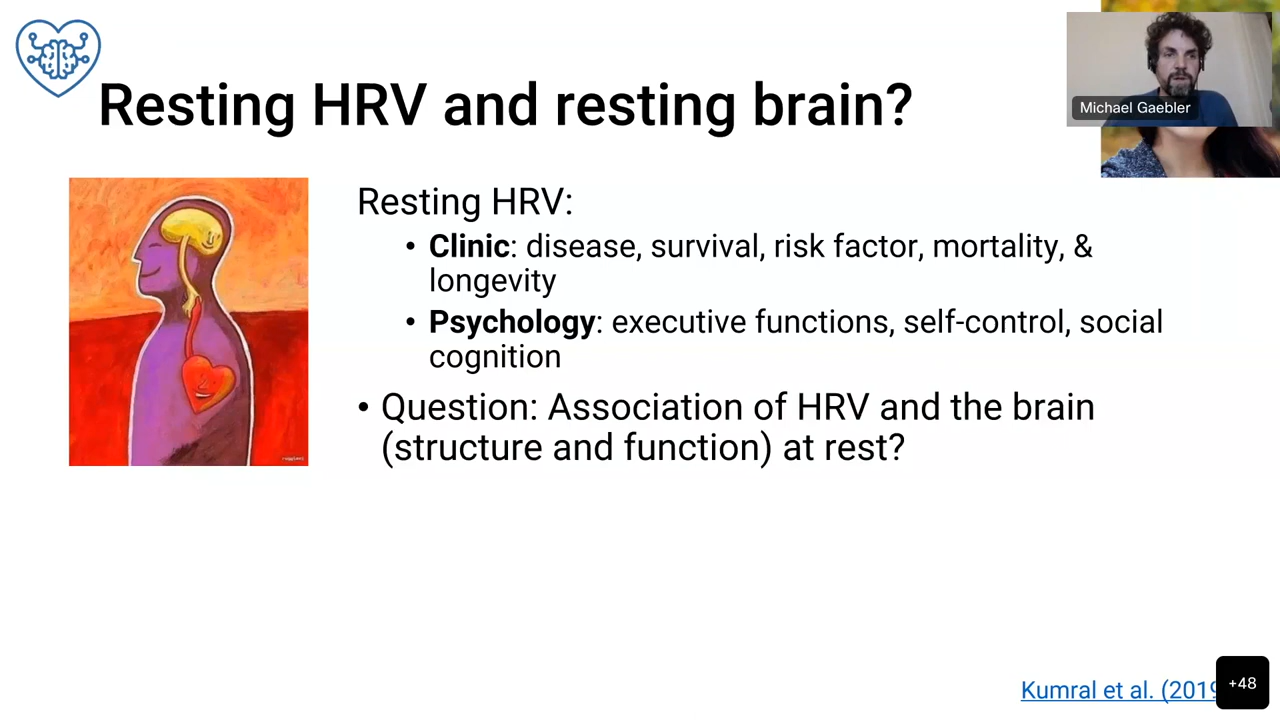 Resting HRV and resting brain?
Michael Gaebler
Resting HRV:
• Clinic: disease, survival, risk factor, mortality, &
longevity
• Psychology: executive functions, self-control, social
cognition
• Question: Association of HRV and the brain
(structure and function) at rest?
Kumral et al. (2019
+48